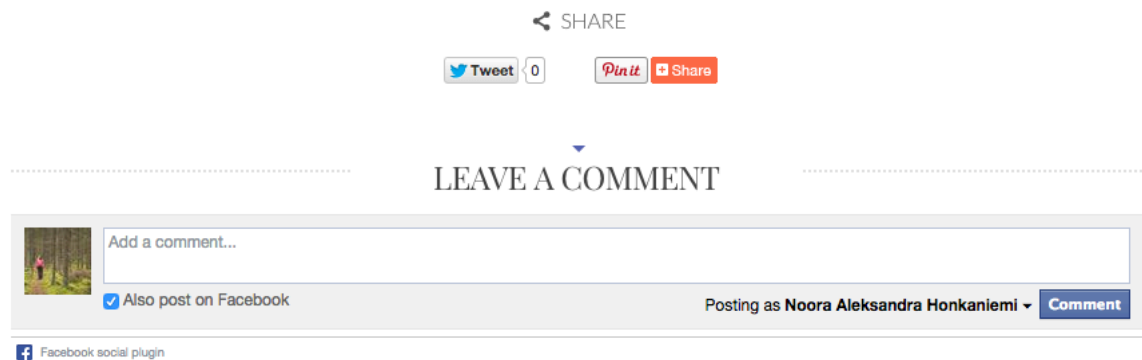 SHARE
Tweet 0 Pin it Share
LEAVE A COMMENT
Add a comment...
Also post on Facebook
Posting as Noora Aleksandra Honkaniemi Comment
Facebook social plugin